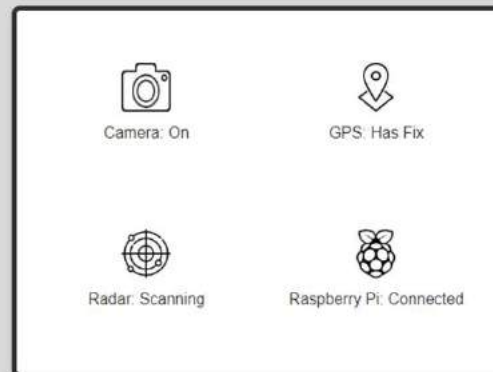 Camera: On
GPS: Has Fix
Radar: Scanning
Raspberry Pi: Connected